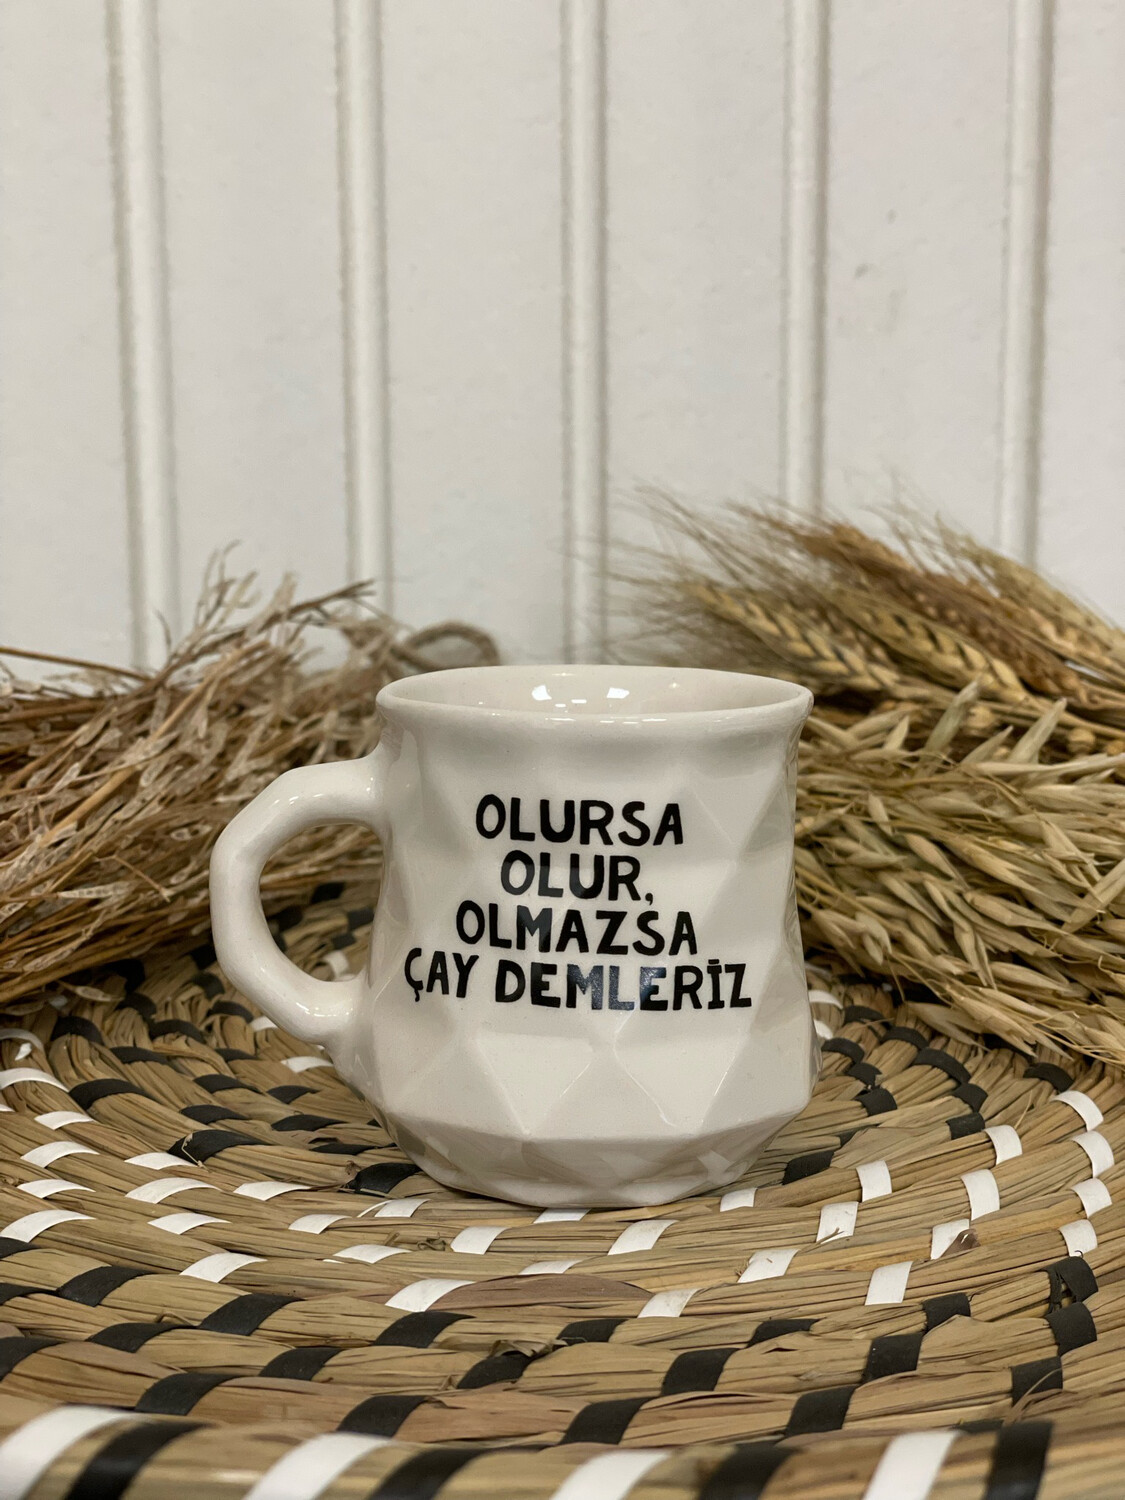 OLURSA
OLUR,
OLMAZSA
ÇAY DEMLERİZ